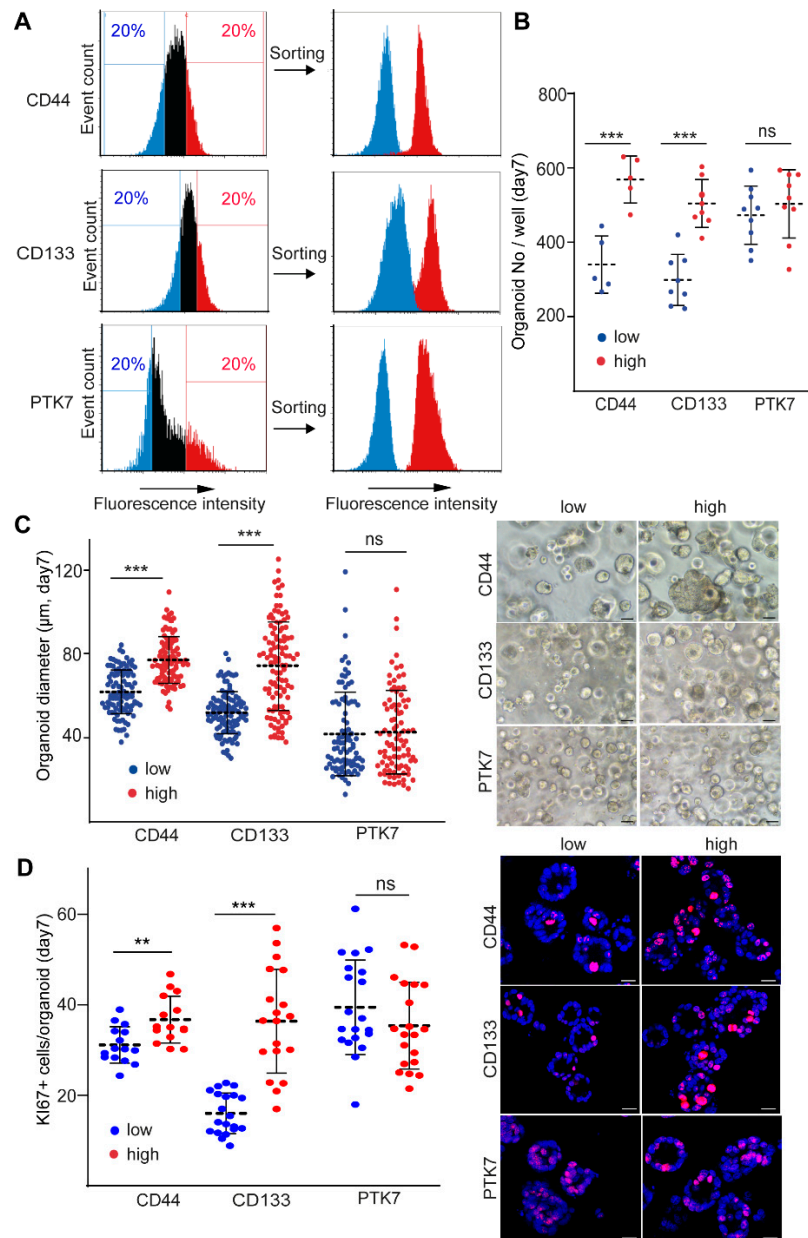 A
20%
20%
Event count
CD44
Sorting
20%
20%
Event count
CD133
Sorting
20%
20%
Event count
PTK7
Sorting
Fluorescence intensity
Fluorescence intensity
B
800
600
400
200
Organoid No / well (day7)
***
***
ns
low
high
CD44
CD133
PTK7
C
120
80
40
Organoid diameter (µm, day7)
***
***
ns
low
high
CD44
CD133
PTK7
low
high
CD44
CD133
PTK7
D
60
40
20
KI67+ cells/organoid (day7)
**
***
ns
low
high
CD44
CD133
PTK7
low
high
CD44
CD133
PTK7